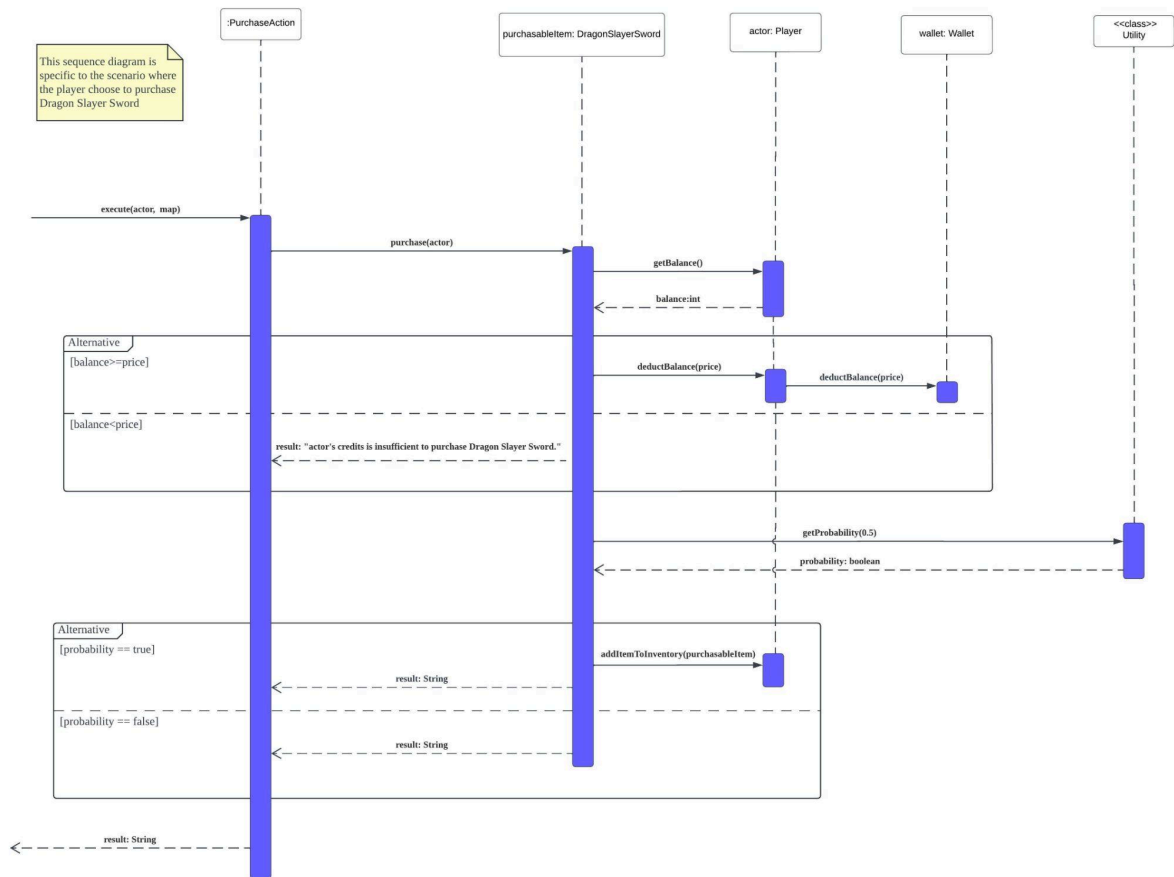 :PurchaseAction
purchasableItem: DragonSlayerSword
actor: Player
wallet: Wallet
<<class>>
Utility
This sequence diagram is
specific to the scenario where
the player choose to purchase
Dragon Slayer Sword
execute(actor, map)
purchase(actor)
getBalance()
balance:int
Alternative
[balance>=price]
deductBalance(price)
deductBalance(price)
[balance<price]
result: "actor's credits is insufficient to purchase Dragon Slayer Sword."
getProbability(0.5)
probability: boolean
Alternative
[probability == true]
addItemToInventory(purchasableItem)
result: String
[probability == false]
result: String
result: String